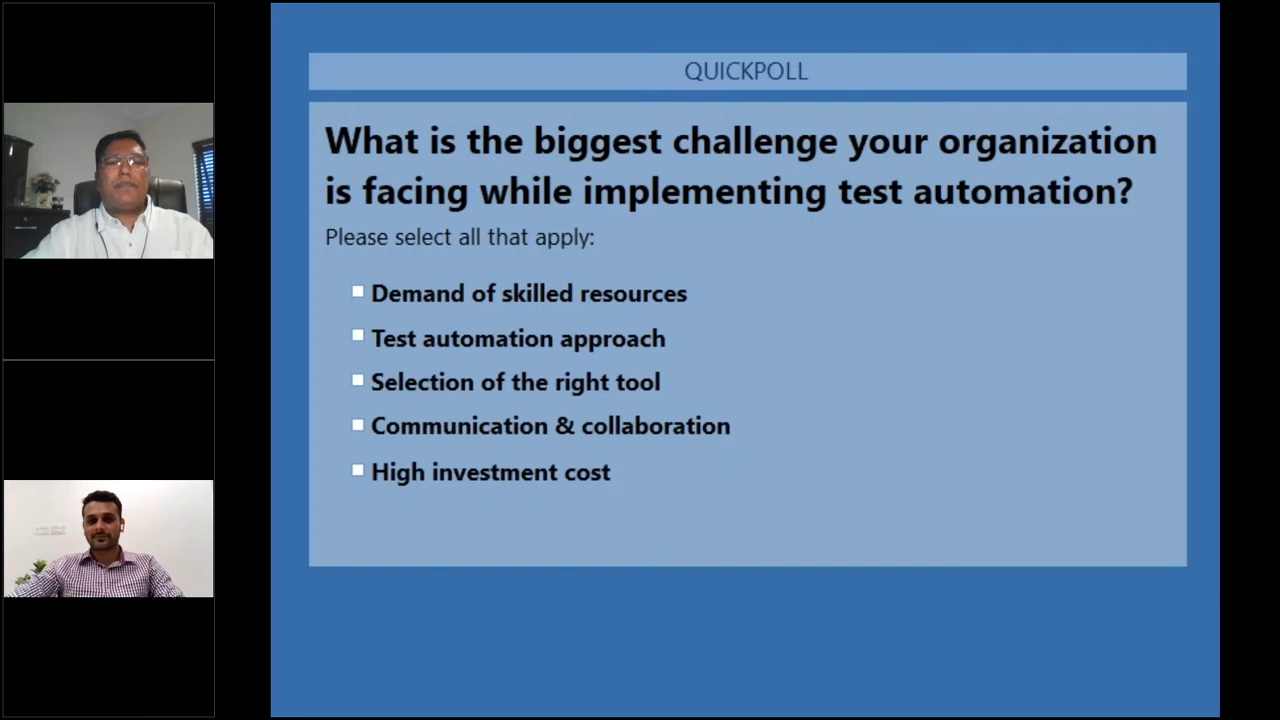 QUICKPOLL
What is the biggest challenge your organization
is facing while implementing test automation?
Please select all that apply:
Demand of skilled resources
Test automation approach
Selection of the right tool
Communication & collaboration
High investment cost